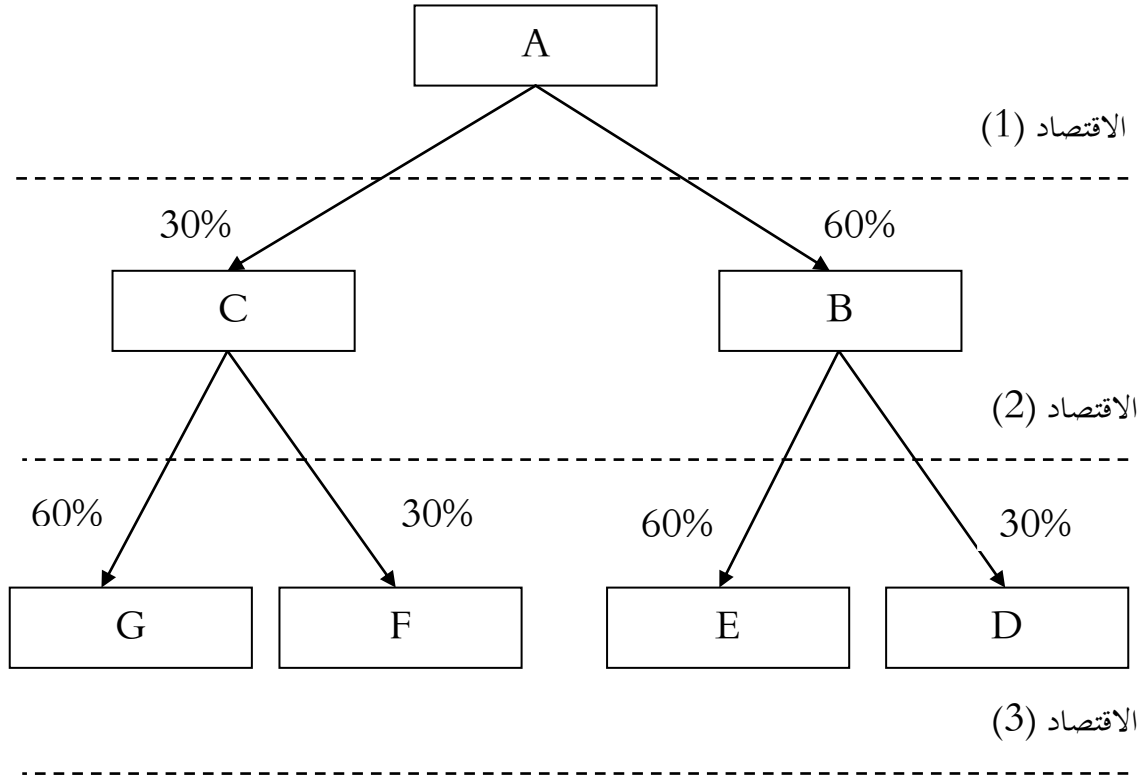 A
الاقتصاد (1)
30%
60%
C
B
الاقتصاد (2)
60%
30%
60%
30%
G
F
E
D
الاقتصاد (3)